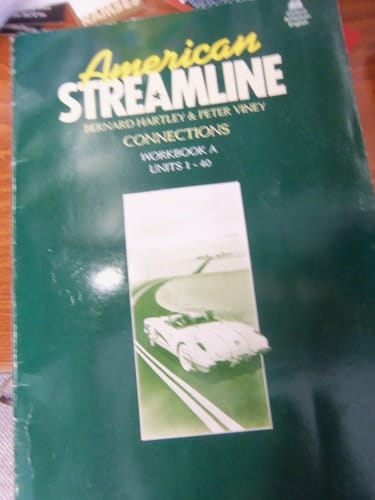 American
STREAMLINE
BERNARD HARTLEY & PETER VINEY
CONNECTIONS
WORKBOOK A
UNITS 1 - 40